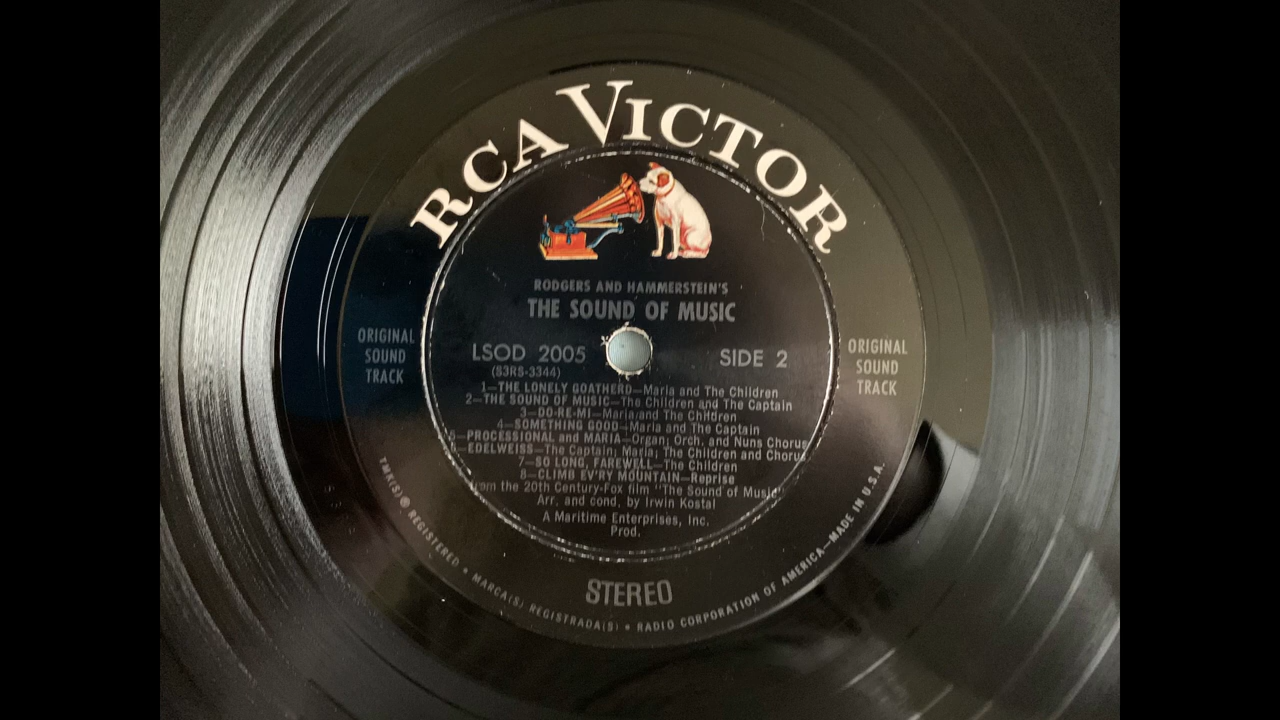 RCA VICTOR
RODGERS AND HAMMERSTEIN'S
THE SOUND OF MUSIC
LSOD 2005
SIDE 2
(S3RS-3344)
ORIGINAL
SOUND
TRACK
ORIGINAL
SOUND
TRACK
1—THE LONELY GOATHERD—Maria and The Children
2—THE SOUND OF MUSIC—The Children and The Captain
3—DO-RE-MI—Maria and The Children
4—SOMETHING GOOD—Maria and The Captain
5—PROCESSIONAL and MARIA—Organ; Orch. and Nuns Chorus
6—EDELWEISS—The Captain; Maria; The Children and Chorus
7—SO LONG, FAREWELL—The Children
8—CLIMB EV'RY MOUNTAIN—Reprise
from the 20th Century-Fox film "The Sound of Music"
Arr. and cond. by Irwin Kostal
A Maritime Enterprises, Inc.
Prod.
STEREO
TMK(S)® REGISTERED • MARCA(S) REGISTRADA(S) • RADIO CORPORATION OF AMERICA—MADE IN U.S.A.